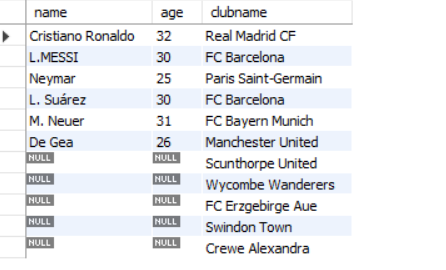 name age clubname
Cristiano Ronaldo 32 Real Madrid CF
L.MESSI 30 FC Barcelona
Neymar 25 Paris Saint-Germain
L. Suárez 30 FC Barcelona
M. Neuer 31 FC Bayern Munich
De Gea 26 Manchester United
NULL NULL Scunthorpe United
NULL NULL Wycombe Wanderers
NULL NULL FC Erzgebirge Aue
NULL NULL Swindon Town
NULL NULL Crewe Alexandra